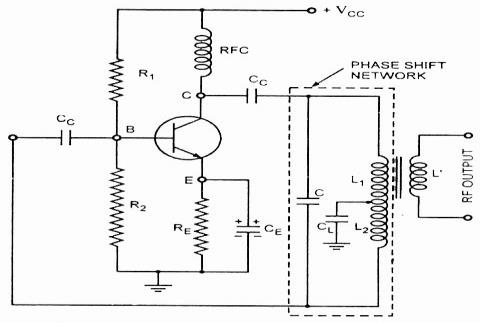 + VCC
RFC
R1
CC
PHASE SHIFT
NETWORK
C
CC
B
L1
L'
RF OUTPUT
E
C
R2
RE
CE
CL
L2